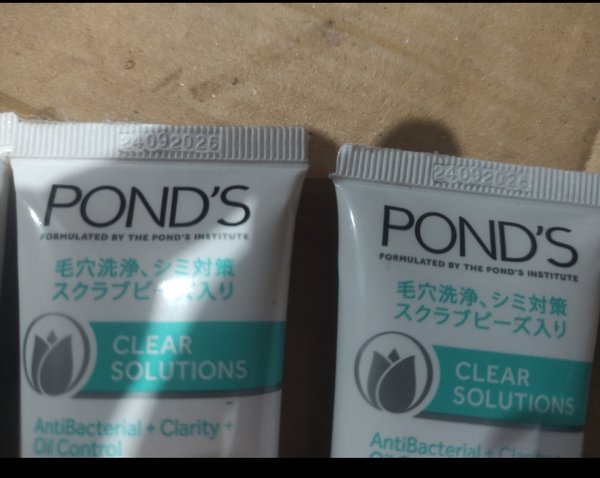 24092026
POND'S
FORMULATED BY THE POND'S INSTITUTE
毛穴洗浄、シミ対策
スクラブビーズ入り
CLEAR
SOLUTIONS
AntiBacterial + Clarity +
Oil Control
24092026
POND'S
FORMULATED BY THE POND'S INSTITUTE
毛穴洗浄、シミ対策
スクラブビーズ入り
CLEAR
SOLUTIONS
AntiBacterial + Clarity +